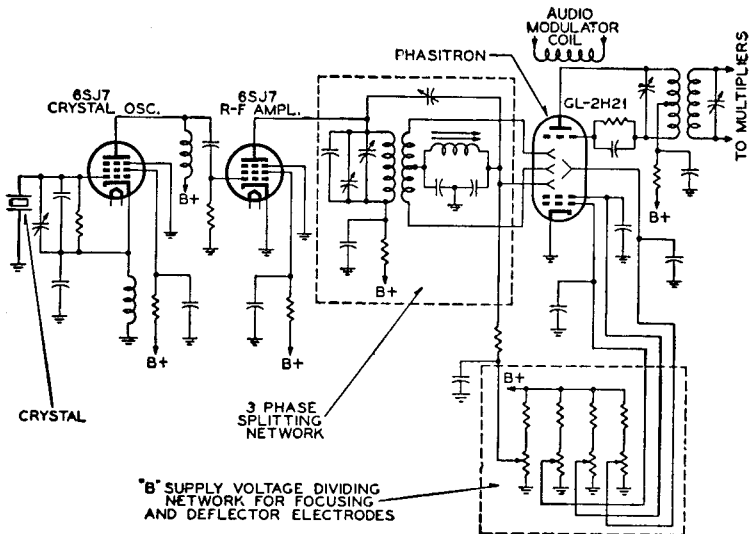 AUDIO
MODULATOR
COIL
PHASITRON
6SJ7
CRYSTAL OSC.
6SJ7
R-F AMPL.
GL-2H21
TO MULTIPLIERS
B+
B+
B+
B+
B+
CRYSTAL
3 PHASE
SPLITTING
NETWORK
B+
"B" SUPPLY VOLTAGE DIVIDING
NETWORK FOR FOCUSING
AND DEFLECTOR ELECTRODES